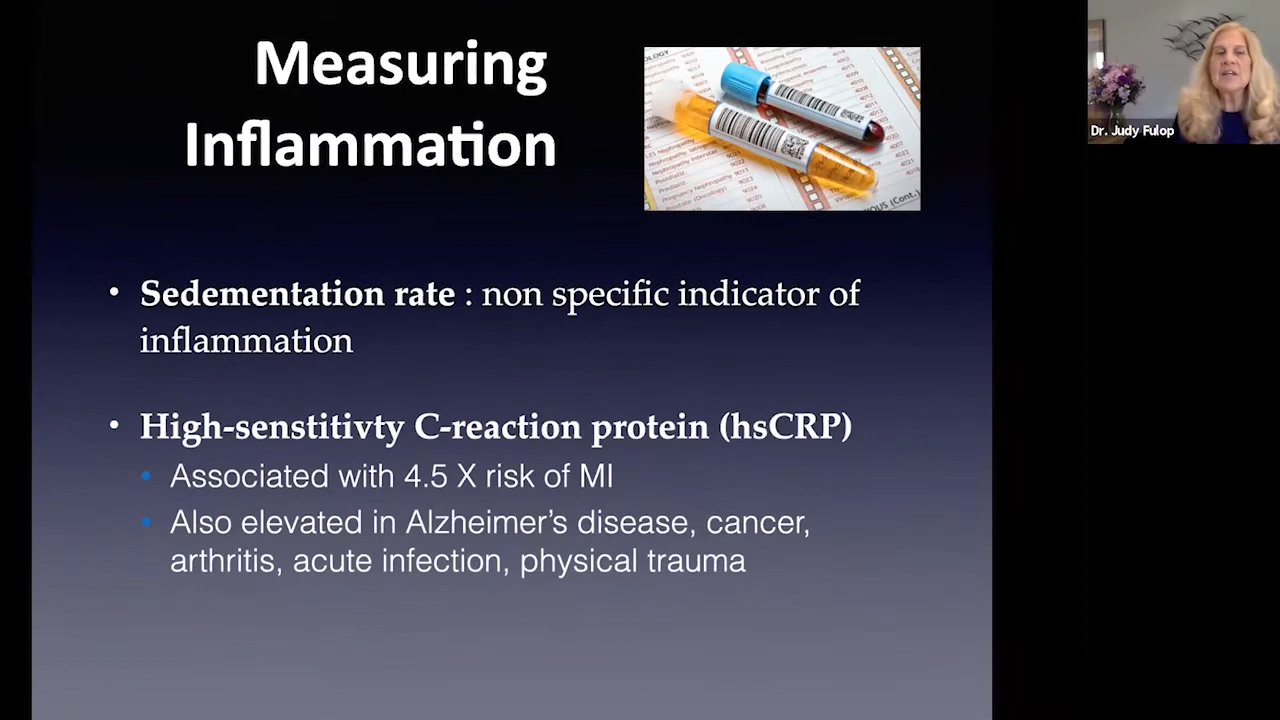 Measuring
Inflammation
• Sedementation rate : non specific indicator of
inflammation
• High-senstitivty C-reaction protein (hsCRP)
• Associated with 4.5 X risk of MI
• Also elevated in Alzheimer's disease, cancer,
arthritis, acute infection, physical trauma
Dr. Judy Fulop